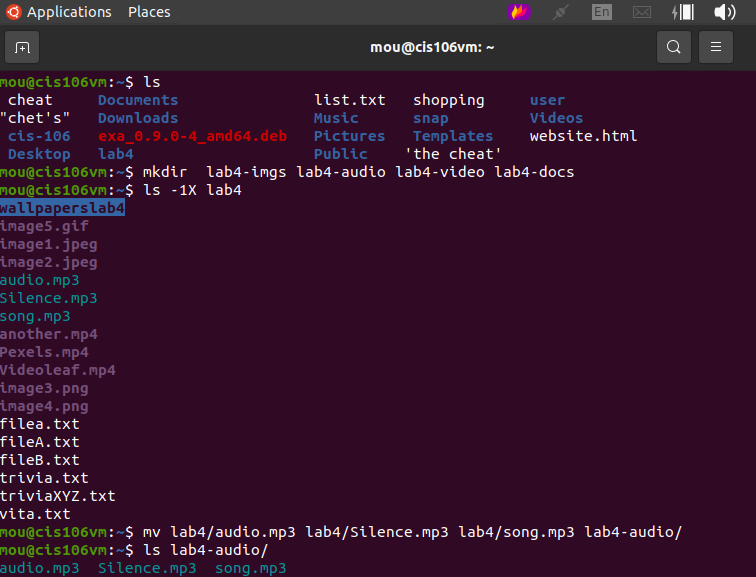 Applications Places En
mou@cis106vm: ~
mou@cis106vm:~$ ls
cheat Documents list.txt shopping user
"chet's" Downloads Music snap Videos
cis-106 exa_0.9.0-4_amd64.deb Pictures Templates website.html
Desktop lab4 Public 'the cheat'
mou@cis106vm:~$ mkdir  lab4-imgs lab4-audio lab4-video lab4-docs
mou@cis106vm:~$ ls -1X lab4
wallpaperslab4
image5.gif
image1.jpeg
image2.jpeg
audio.mp3
Silence.mp3
song.mp3
another.mp4
Pexels.mp4
Videoleaf.mp4
image3.png
image4.png
filea.txt
fileA.txt
fileB.txt
trivia.txt
triviaXYZ.txt
vita.txt
mou@cis106vm:~$ mv lab4/audio.mp3 lab4/Silence.mp3 lab4/song.mp3 lab4-audio/
mou@cis106vm:~$ ls lab4-audio/
audio.mp3 Silence.mp3 song.mp3